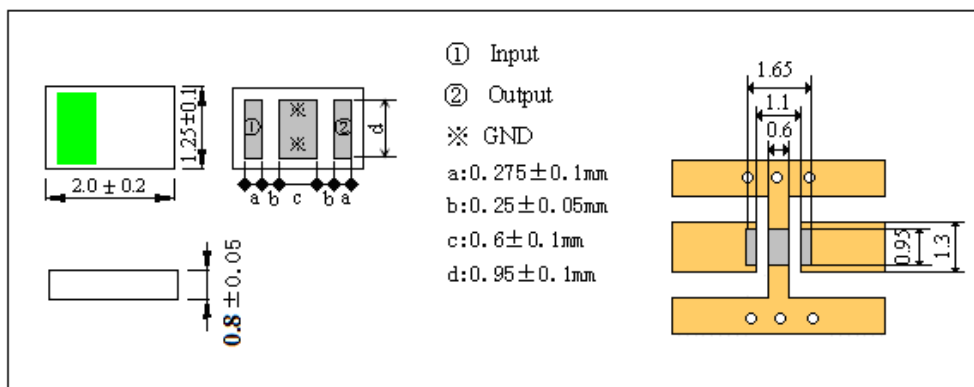 ① Input
② Output
※ GND
a:0.275±0.1mm
b:0.25±0.05mm
c:0.6±0.1mm
d:0.95±0.1mm
2.0 ± 0.2
1.25±0.1
① ※ ※ ②
a b c b a
d
0.8 ± 0.05
1.65
1.1
0.6
0.95
1.3